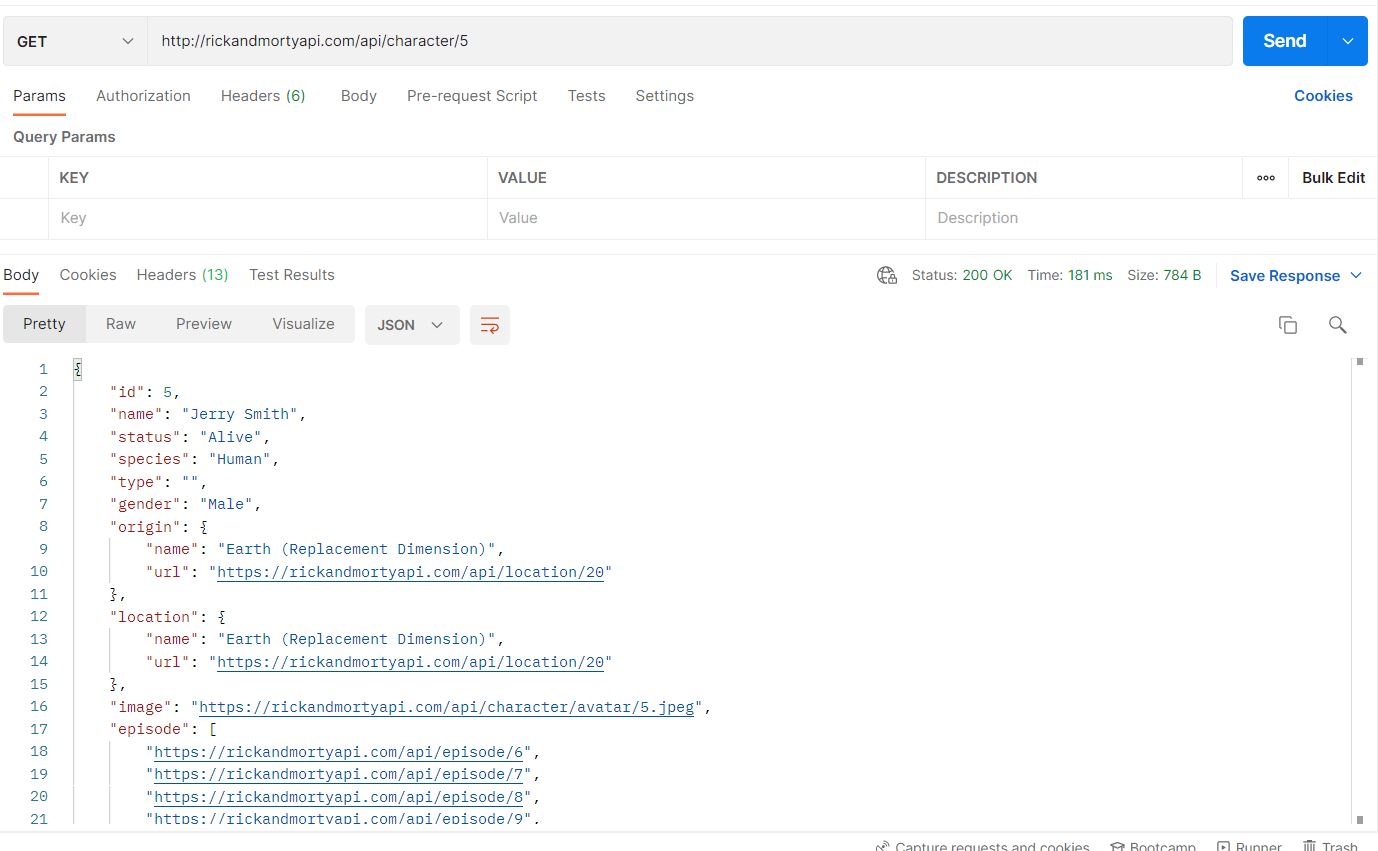 GET http://rickandmortyapi.com/api/character/5 Send
Params Authorization Headers (6) Body Pre-request Script Tests Settings Cookies
Query Params
KEY VALUE DESCRIPTION ooo Bulk Edit
Key Value Description
Body Cookies Headers (13) Test Results Status: 200 OK Time: 181 ms Size: 784 B Save Response
Pretty Raw Preview Visualize JSON
1 {
2 "id": 5,
3 "name": "Jerry Smith",
4 "status": "Alive",
5 "species": "Human",
6 "type": "",
7 "gender": "Male",
8 "origin": {
9 "name": "Earth (Replacement Dimension)",
10 "url": "https://rickandmortyapi.com/api/location/20"
11 },
12 "location": {
13 "name": "Earth (Replacement Dimension)",
14 "url": "https://rickandmortyapi.com/api/location/20"
15 },
16 "image": "https://rickandmortyapi.com/api/character/avatar/5.jpeg",
17 "episode": [
18 "https://rickandmortyapi.com/api/episode/6",
19 "https://rickandmortyapi.com/api/episode/7",
20 "https://rickandmortyapi.com/api/episode/8",
21 "https://rickandmortyapi.com/api/episode/9",
Capture requests and cookies Bootcamp Runner Trash